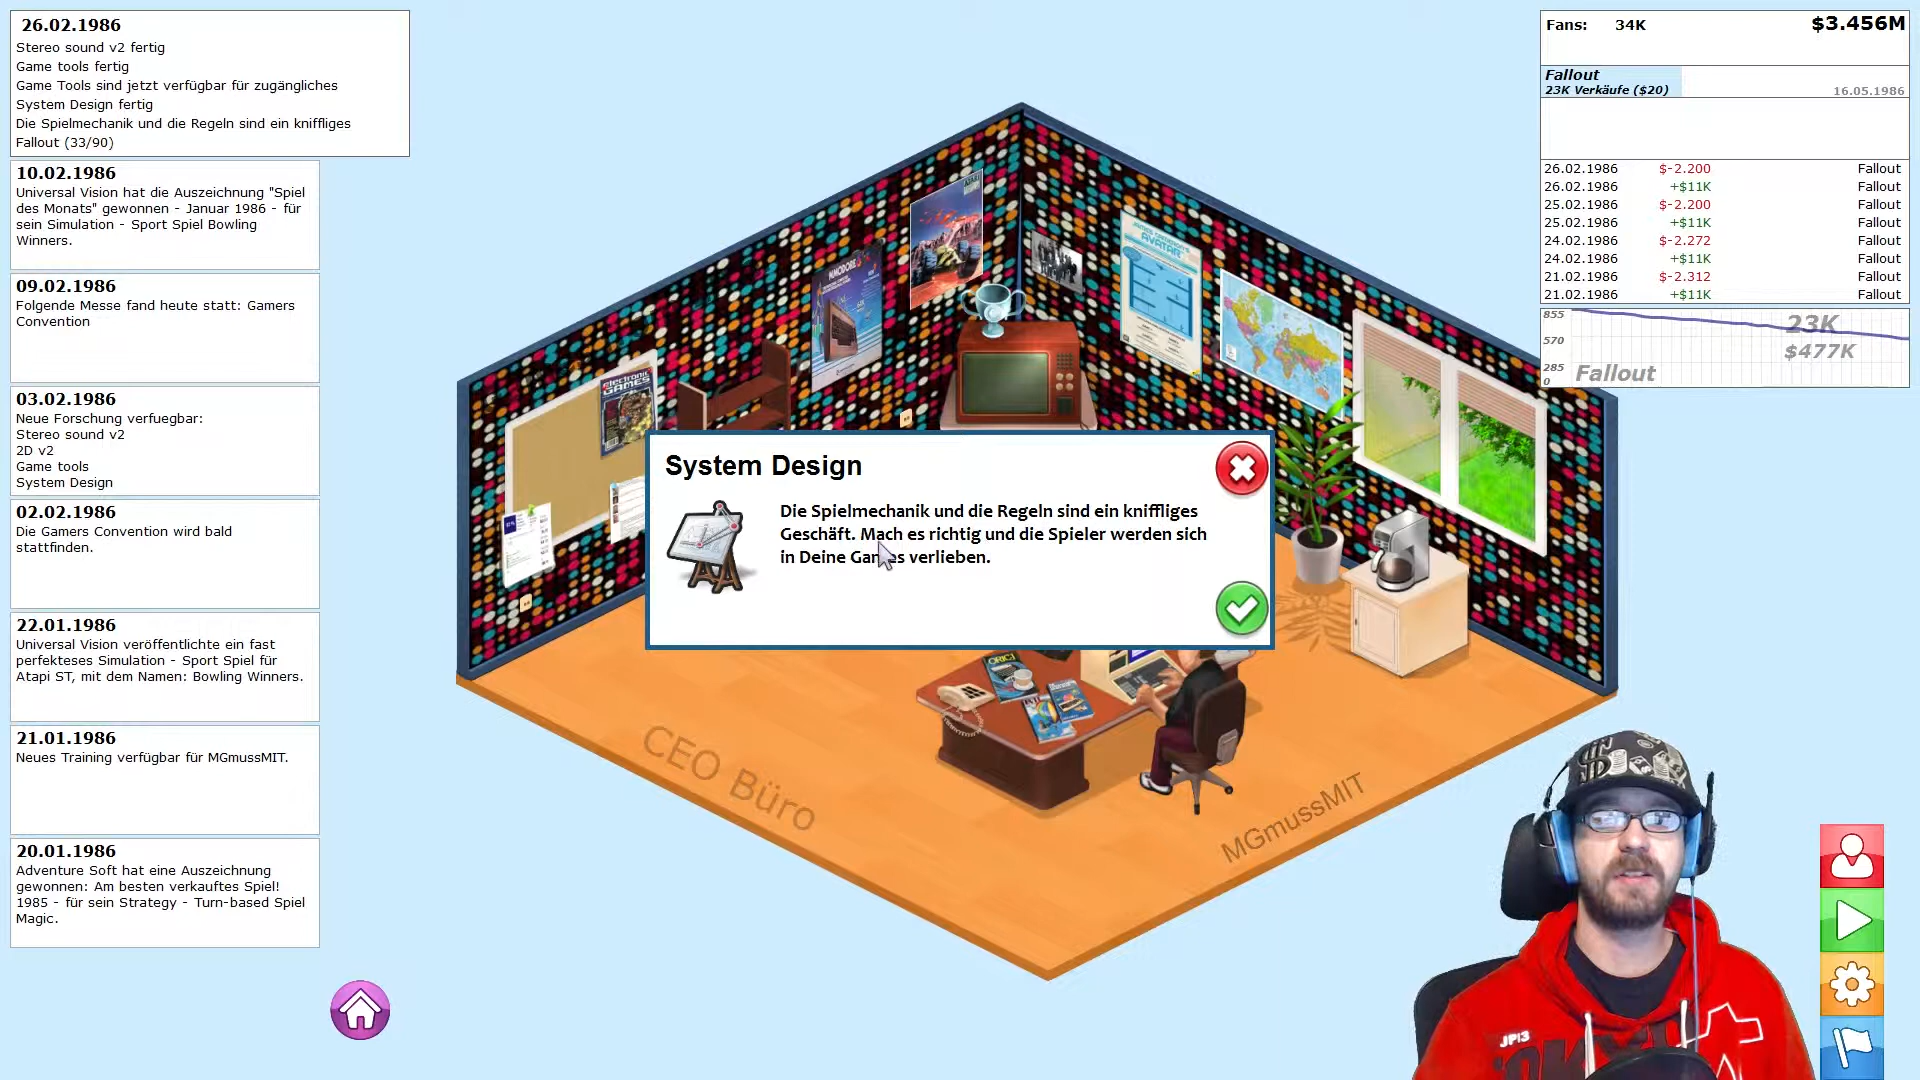 26.02.1986
Stereo sound v2 fertig
Game tools fertig
Game Tools sind jetzt verfügbar für zugängliches
System Design fertig
Die Spielmechanik und die Regeln sind ein kniffliges
Fallout (33/90)
10.02.1986
Universal Vision hat die Auszeichnung "Spiel
des Monats" gewonnen - Januar 1986 - für
sein Simulation - Sport Spiel Bowling
Winners.
09.02.1986
Folgende Messe fand heute statt: Gamers
Convention
03.02.1986
Neue Forschung verfuegbar:
Stereo sound v2
2D v2
Game tools
System Design
02.02.1986
Die Gamers Convention wird bald
stattfinden.
22.01.1986
Universal Vision veröffentlichte ein fast
perfekteses Simulation - Sport Spiel für
Atapi ST, mit dem Namen: Bowling Winners.
21.01.1986
Neues Training verfügbar für MGmussMIT.
20.01.1986
Adventure Soft hat eine Auszeichnung
gewonnen: Am besten verkauftes Spiel!
1985 - für sein Strategy - Turn-based Spiel
Magic.
electronic
GAMES
MMODORE
AVATAR
System Design
Die Spielmechanik und die Regeln sind ein kniffliges
Geschäft. Mach es richtig und die Spieler werden sich
in Deine Games verlieben.
ORIC1
CEO Büro
MGmussMIT
Fans: 34K $3.456M
Fallout
23K Verkäufe ($20) 16.05.1986
26.02.1986 $-2.200 Fallout
26.02.1986 +$11K Fallout
25.02.1986 $-2.200 Fallout
25.02.1986 +$11K Fallout
24.02.1986 $-2.272 Fallout
24.02.1986 +$11K Fallout
21.02.1986 $-2.312 Fallout
21.02.1986 +$11K Fallout
855
570
285
0
23K
$477K
Fallout
JPI3